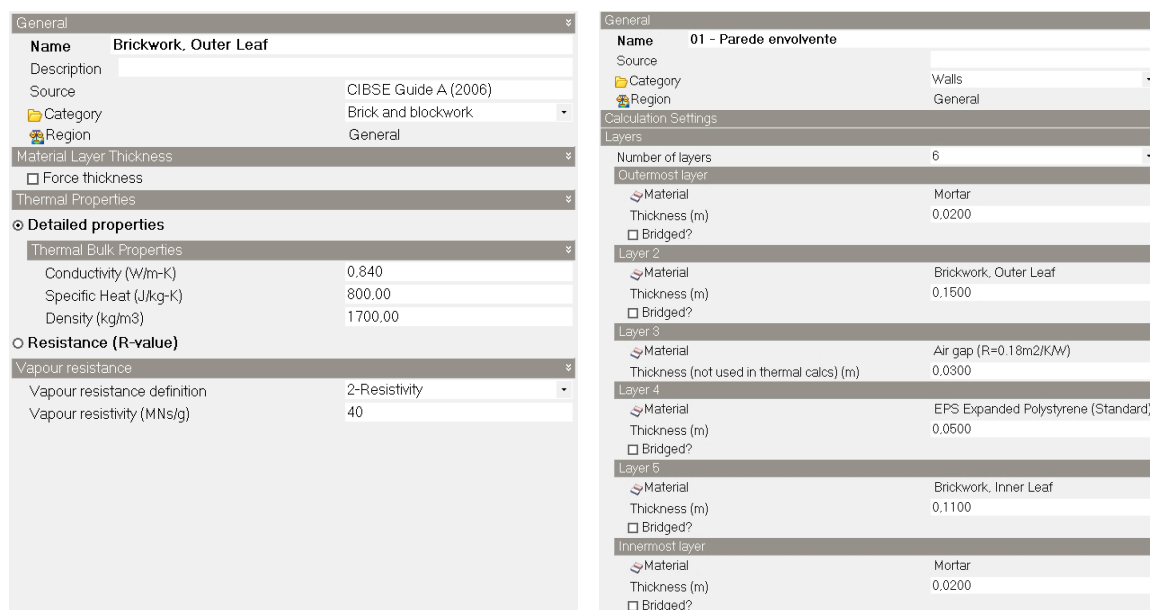 General
Name Brickwork, Outer Leaf
Description
Source CIBSE Guide A (2006)
Category Brick and blockwork
Region General
Material Layer Thickness
Force thickness
Thermal Properties
Detailed properties
Thermal Bulk Properties
Conductivity (W/m-K) 0,840
Specific Heat (J/kg-K) 800,00
Density (kg/m3) 1700,00
Resistance (R-value)
Vapour resistance
Vapour resistance definition 2-Resistivity
Vapour resistivity (MNs/g) 40
General
Name 01 - Parede envolvente
Source
Category Walls
Region General
Calculation Settings
Layers
Number of layers 6
Outermost layer
Material Mortar
Thickness (m) 0,0200
Bridged?
Layer 2
Material Brickwork, Outer Leaf
Thickness (m) 0,1500
Bridged?
Layer 3
Material Air gap (R=0.18m2/K/W)
Thickness (not used in thermal calcs) (m) 0,0300
Layer 4
Material EPS Expanded Polystyrene (Standard)
Thickness (m) 0,0500
Bridged?
Layer 5
Material Brickwork, Inner Leaf
Thickness (m) 0,1100
Bridged?
Innermost layer
Material Mortar
Thickness (m) 0,0200
Bridged?